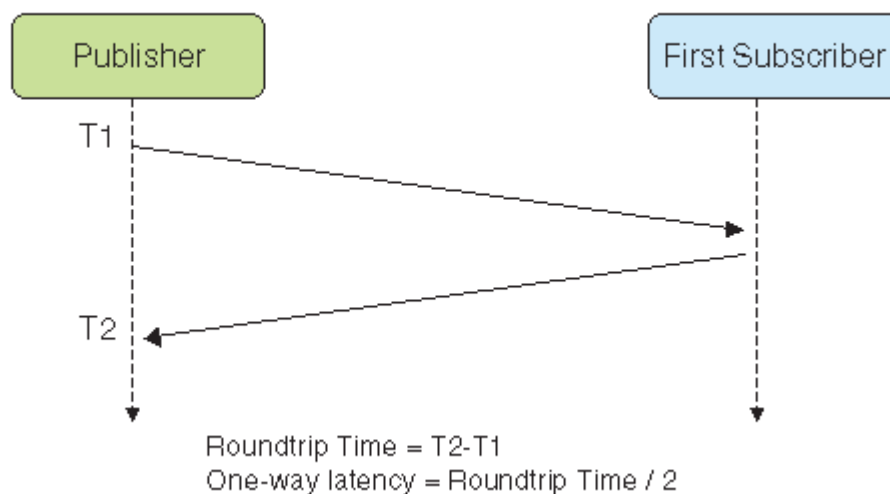 Publisher
First Subscriber
T1
T2
Roundtrip Time = T2-T1
One-way latency = Roundtrip Time / 2